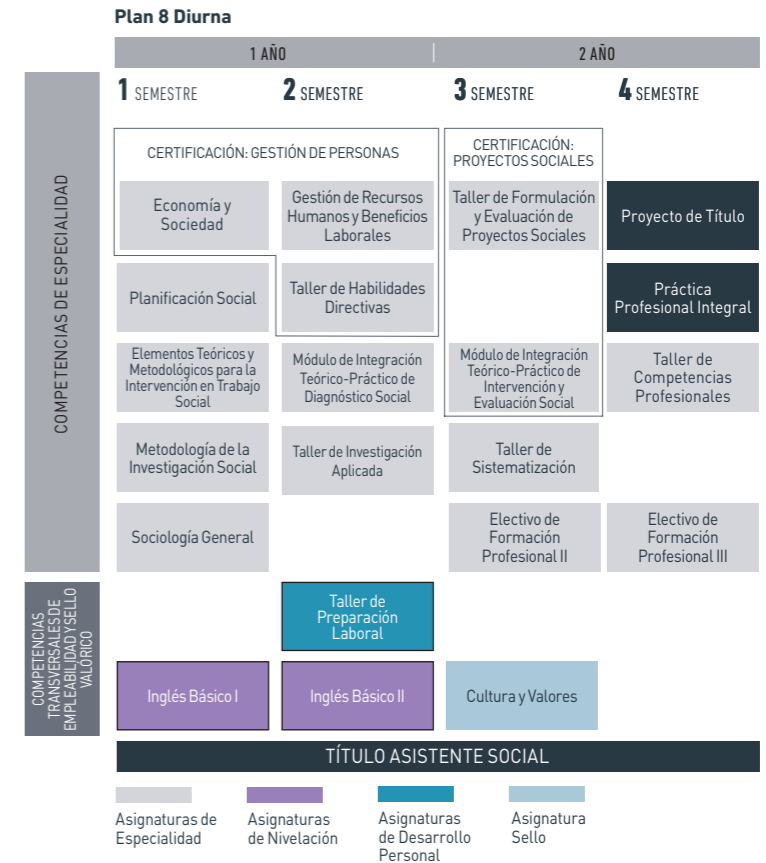 Plan 8 Diurna
1 AÑO
2 AÑO
1 SEMESTRE
2 SEMESTRE
3 SEMESTRE
4 SEMESTRE
COMPETENCIAS DE ESPECIALIDAD
CERTIFICACIÓN: GESTIÓN DE PERSONAS
CERTIFICACIÓN:
PROYECTOS SOCIALES
Economía y
Sociedad
Gestión de Recursos
Humanos y Beneficios
Laborales
Taller de Formulación
y Evaluación de
Proyectos Sociales
Proyecto de Título
Planificación Social
Taller de Habilidades
Directivas
Práctica
Profesional Integral
Elementos Teóricos y
Metodológicos para la
Intervención en Trabajo
Social
Módulo de Integración
Teórico-Práctico de
Diagnóstico Social
Módulo de Integración
Teórico-Práctico de
Intervención y
Evaluación Social
Taller de
Competencias
Profesionales
Metodología de la
Investigación Social
Taller de Investigación
Aplicada
Taller de
Sistematización
Sociología General
Electivo de
Formación
Profesional II
Electivo de
Formación
Profesional III
COMPETENCIAS
TRANSVERSALES DE
EMPLEABILIDAD Y SELLO
VALÓRICO
Taller de
Preparación
Laboral
Inglés Básico I
Inglés Básico II
Cultura y Valores
TÍTULO ASISTENTE SOCIAL
Asignaturas de
Especialidad
Asignaturas
de Nivelación
Asignaturas
de Desarrollo
Personal
Asignatura
Sello